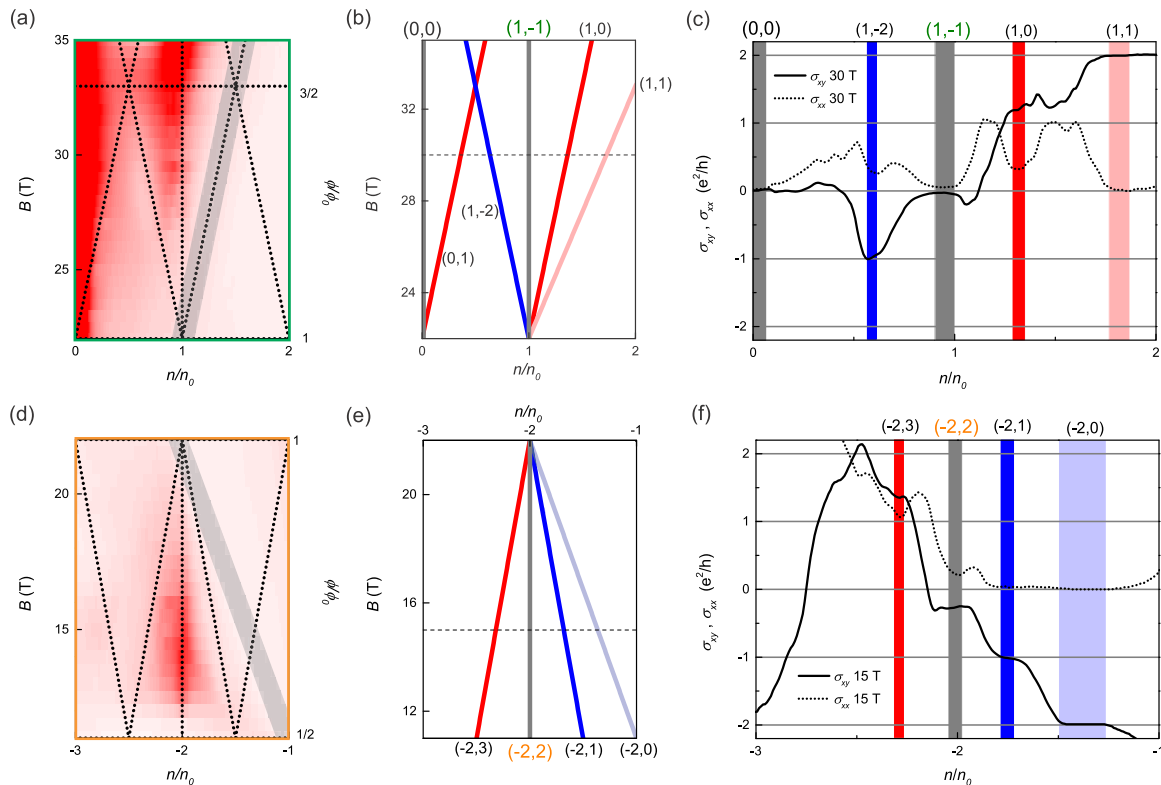 (a)
35
30
25
B (T)
3/2
1
ϕ/ϕ0
0
1
2
n/n0
(b)
(0,0)
(1,-1)
(1,0)
(1,1)
(1,-2)
(0,1)
32
28
24
B (T)
0
1
2
n/n0
(c)
(0,0)
(1,-2)
(1,-1)
(1,0)
(1,1)
σxy 30 T
σxx 30 T
2
1
0
-1
-2
σxy , σxx (e²/h)
0
1
2
n/n0
(d)
20
15
B (T)
1
1/2
ϕ/ϕ0
-3
-2
-1
n/n0
(e)
n/n0
-3
-2
-1
20
16
12
B (T)
(-2,3)
(-2,2)
(-2,1)
(-2,0)
(f)
(-2,3)
(-2,2)
(-2,1)
(-2,0)
2
1
0
-1
-2
σxy , σxx (e²/h)
σxy 15 T
σxx 15 T
-3
-2
-1
n/n0